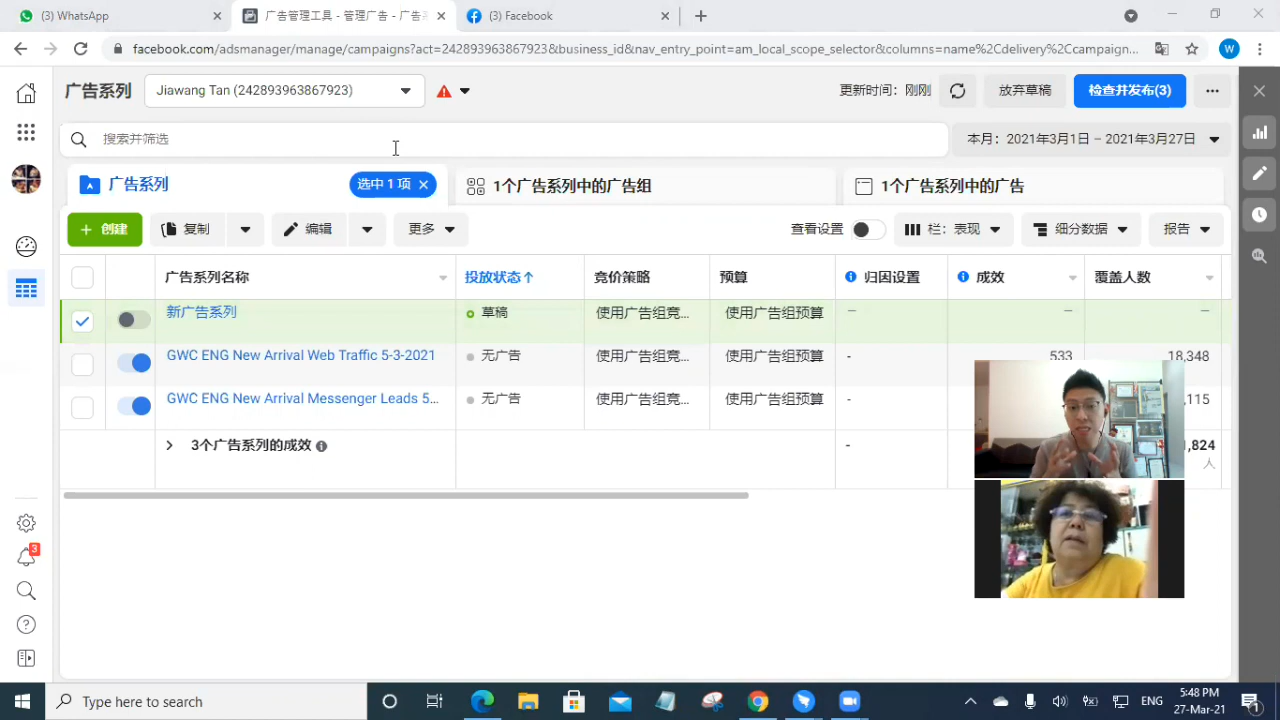 (3) WhatsApp
广告管理工具 - 管理广告 - 广告系
(3) Facebook
facebook.com/adsmanager/manage/campaigns?act=242893963867923&business_id&nav_entry_point=am_local_scope_selector&columns=name%2Cdelivery%2Ccampaign...
W
广告系列
Jiawang Tan (242893963867923)
更新时间：刚刚
放弃草稿
检查并发布(3)
搜索并筛选
本月：2021年3月1日 – 2021年3月27日
广告系列
选中 1 项
1个广告系列中的广告组
1个广告系列中的广告
+ 创建
复制
编辑
更多
查看设置
栏：表现
细分数据
报告
广告系列名称
投放状态↑
竞价策略
预算
归因设置
成效
覆盖人数
新广告系列
草稿
使用广告组竞...
使用广告组预算
—
—
—
GWC ENG New Arrival Web Traffic 5-3-2021
无广告
使用广告组竞...
使用广告组预算
-
533
18,348
GWC ENG New Arrival Messenger Leads 5...
无广告
使用广告组竞...
使用广告组预算
-
,115
3个广告系列的成效
-
,824
人
3
Type here to search
ENG
5:48 PM
27-Mar-21
1